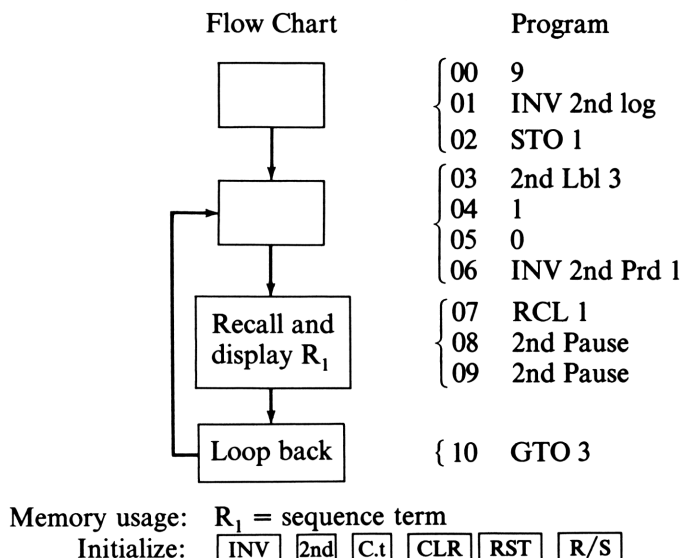 Flow Chart Program
00 9
01 INV 2nd log
02 STO 1
03 2nd Lbl 3
04 1
05 0
06 INV 2nd Prd 1
Recall and
display R₁
07 RCL 1
08 2nd Pause
09 2nd Pause
Loop back
10 GTO 3
Memory usage: R₁ = sequence term
Initialize: INV 2nd C.t CLR RST R/S